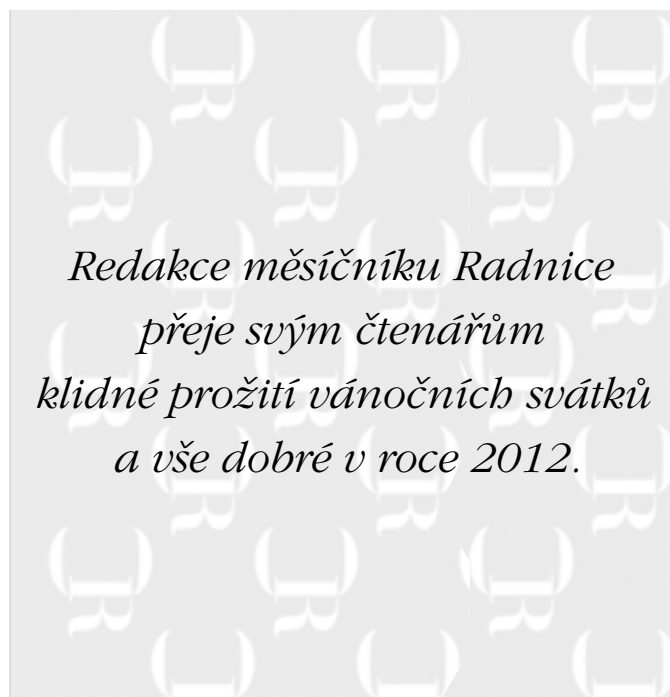 Redakce měsíčníku Radnice
přeje svým čtenářům
klidné prožití vánočních svátků
a vše dobré v roce 2012.